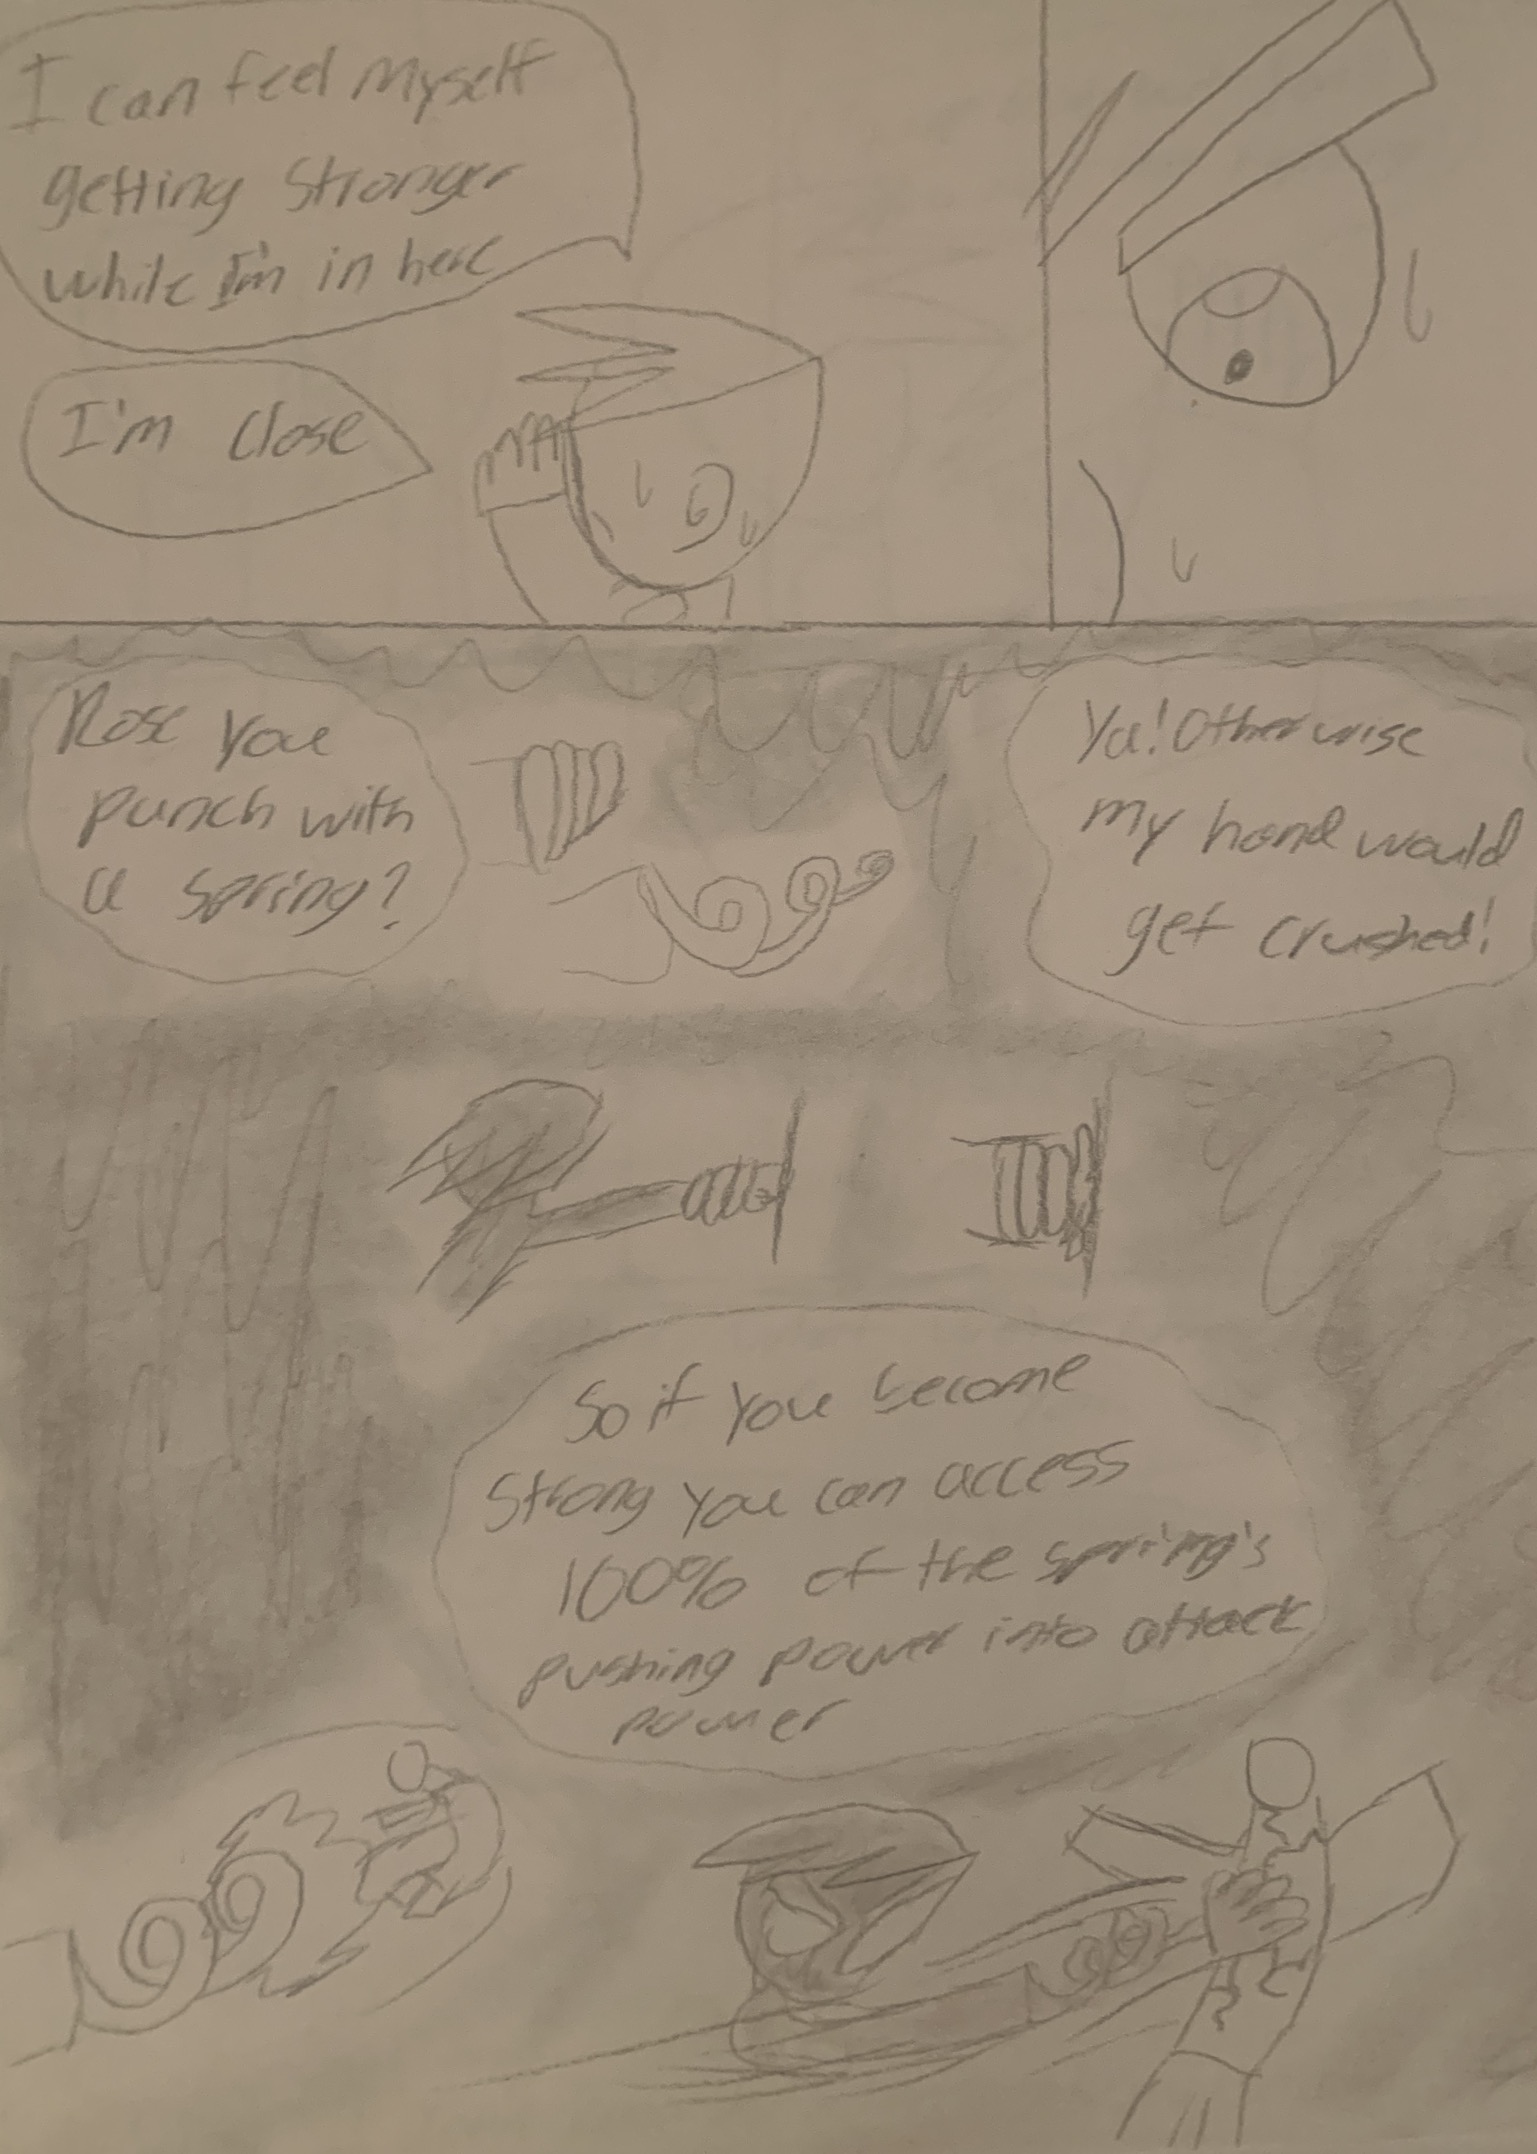 I can feel myself
getting stronger
while I'm in here
I'm close
Rose you
punch with
a spring?
Ya! Otherwise
my hand would
get crushed!
So if you become
strong you can access
100% of the spring's
pushing power into attack
power